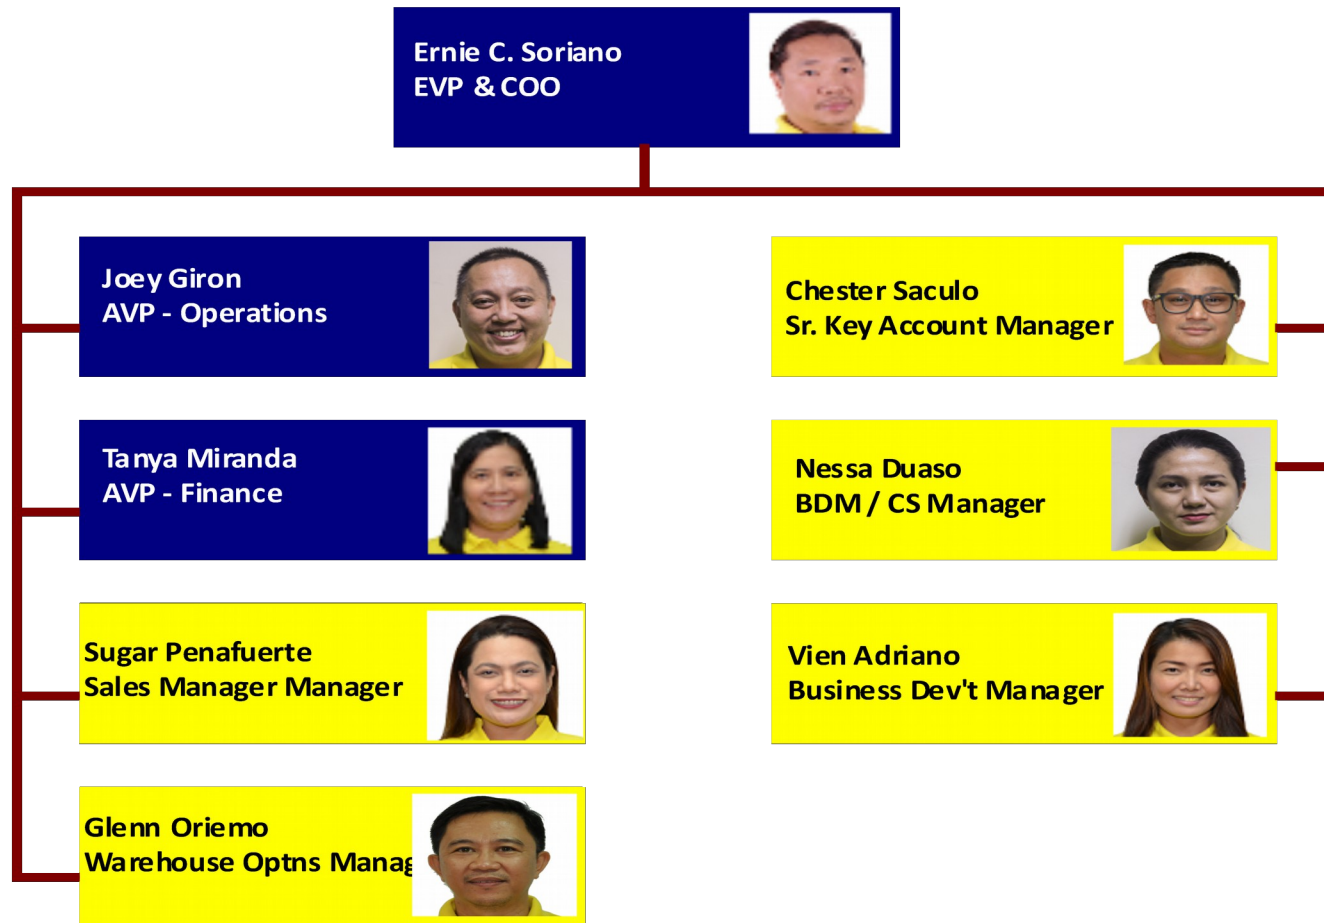 Ernie C. Soriano
EVP & COO
Joey Giron
AVP - Operations
Chester Saculo
Sr. Key Account Manager
Tanya Miranda
AVP - Finance
Nessa Duaso
BDM / CS Manager
Sugar Penafuerte
Sales Manager Manager
Vien Adriano
Business Dev't Manager
Glenn Oriemo
Warehouse Optns Manag